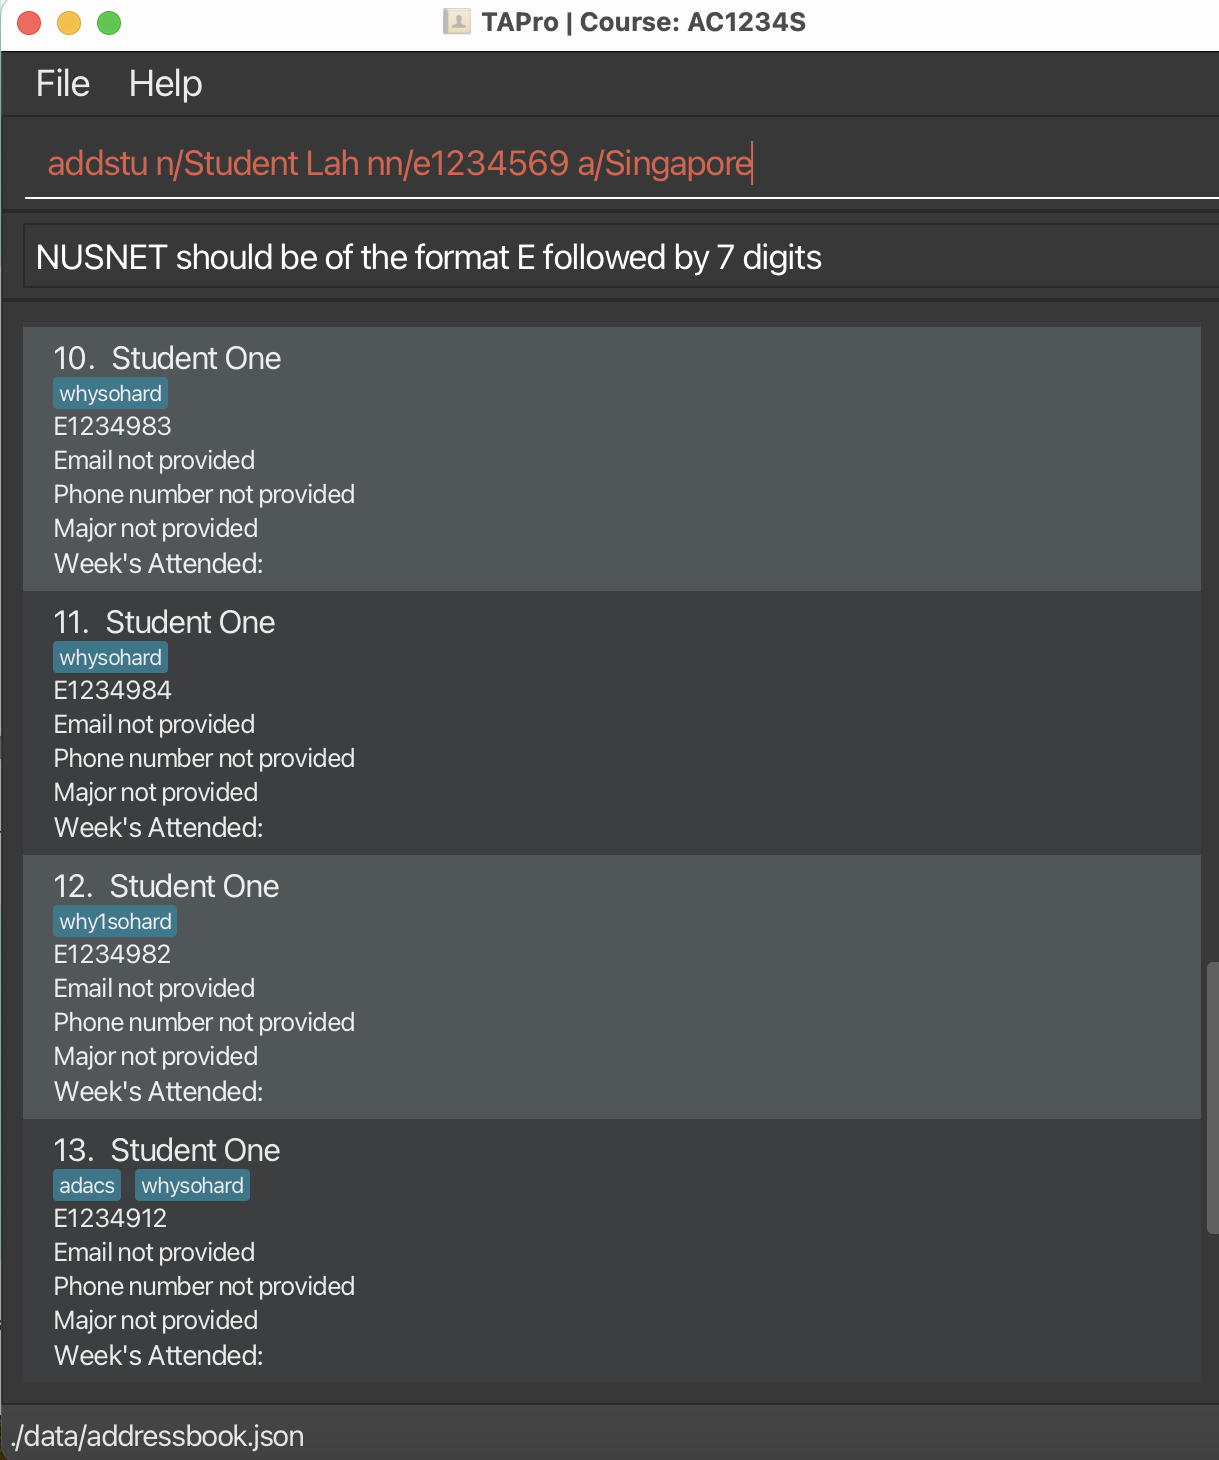 TAPro | Course: AC1234S
File Help
addstu n/Student Lah nn/e1234569 a/Singapore
NUSNET should be of the format E followed by 7 digits
10. Student One
whysohard
E1234983
Email not provided
Phone number not provided
Major not provided
Week's Attended:
11. Student One
whysohard
E1234984
Email not provided
Phone number not provided
Major not provided
Week's Attended:
12. Student One
why1sohard
E1234982
Email not provided
Phone number not provided
Major not provided
Week's Attended:
13. Student One
adacs whysohard
E1234912
Email not provided
Phone number not provided
Major not provided
Week's Attended:
./data/addressbook.json